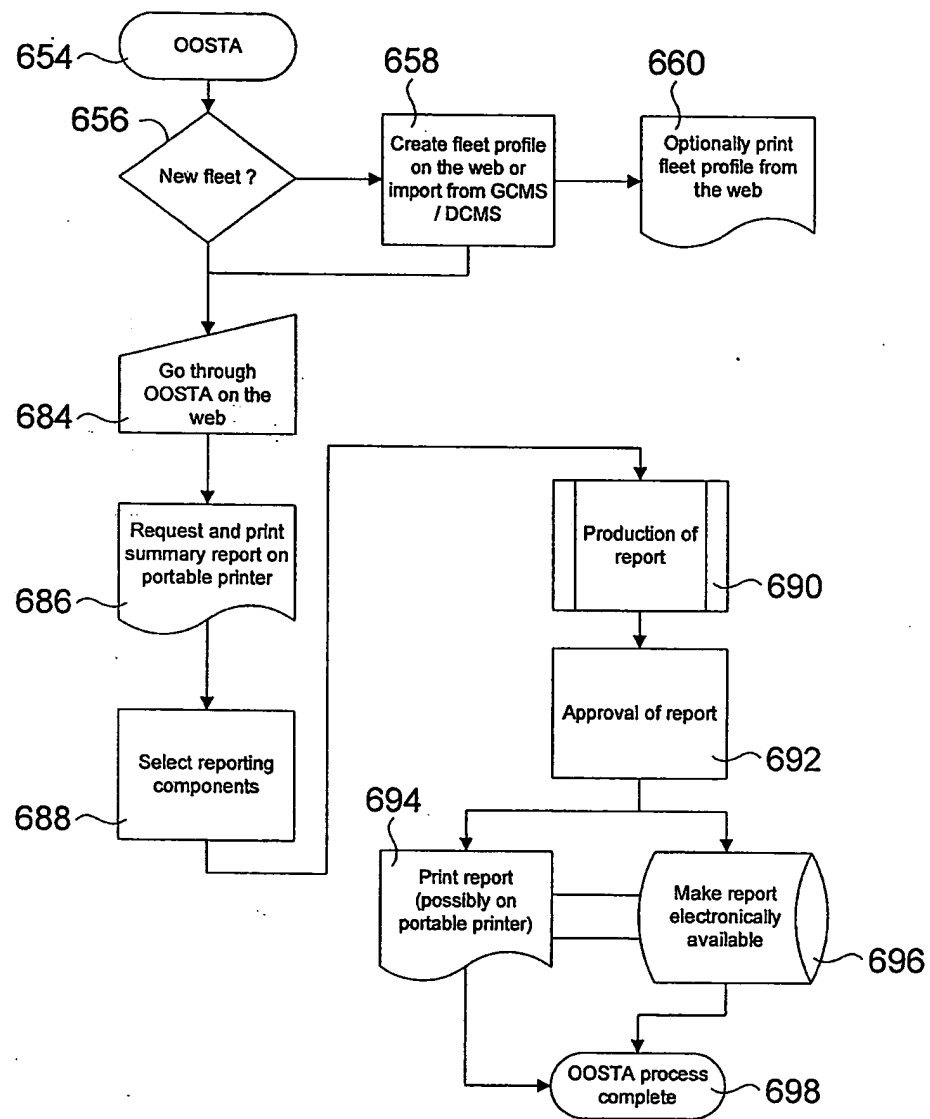 654
OOSTA
656
New fleet ?
658
Create fleet profile
on the web or
import from GCMS
/ DCMS
660
Optionally print
fleet profile from
the web
684
Go through
OOSTA on the
web
686
Request and print
summary report on
portable printer
688
Select reporting
components
Production of
report
690
Approval of report
692
694
Print report
(possibly on
portable printer)
Make report
electronically
available
696
OOSTA process
complete
698